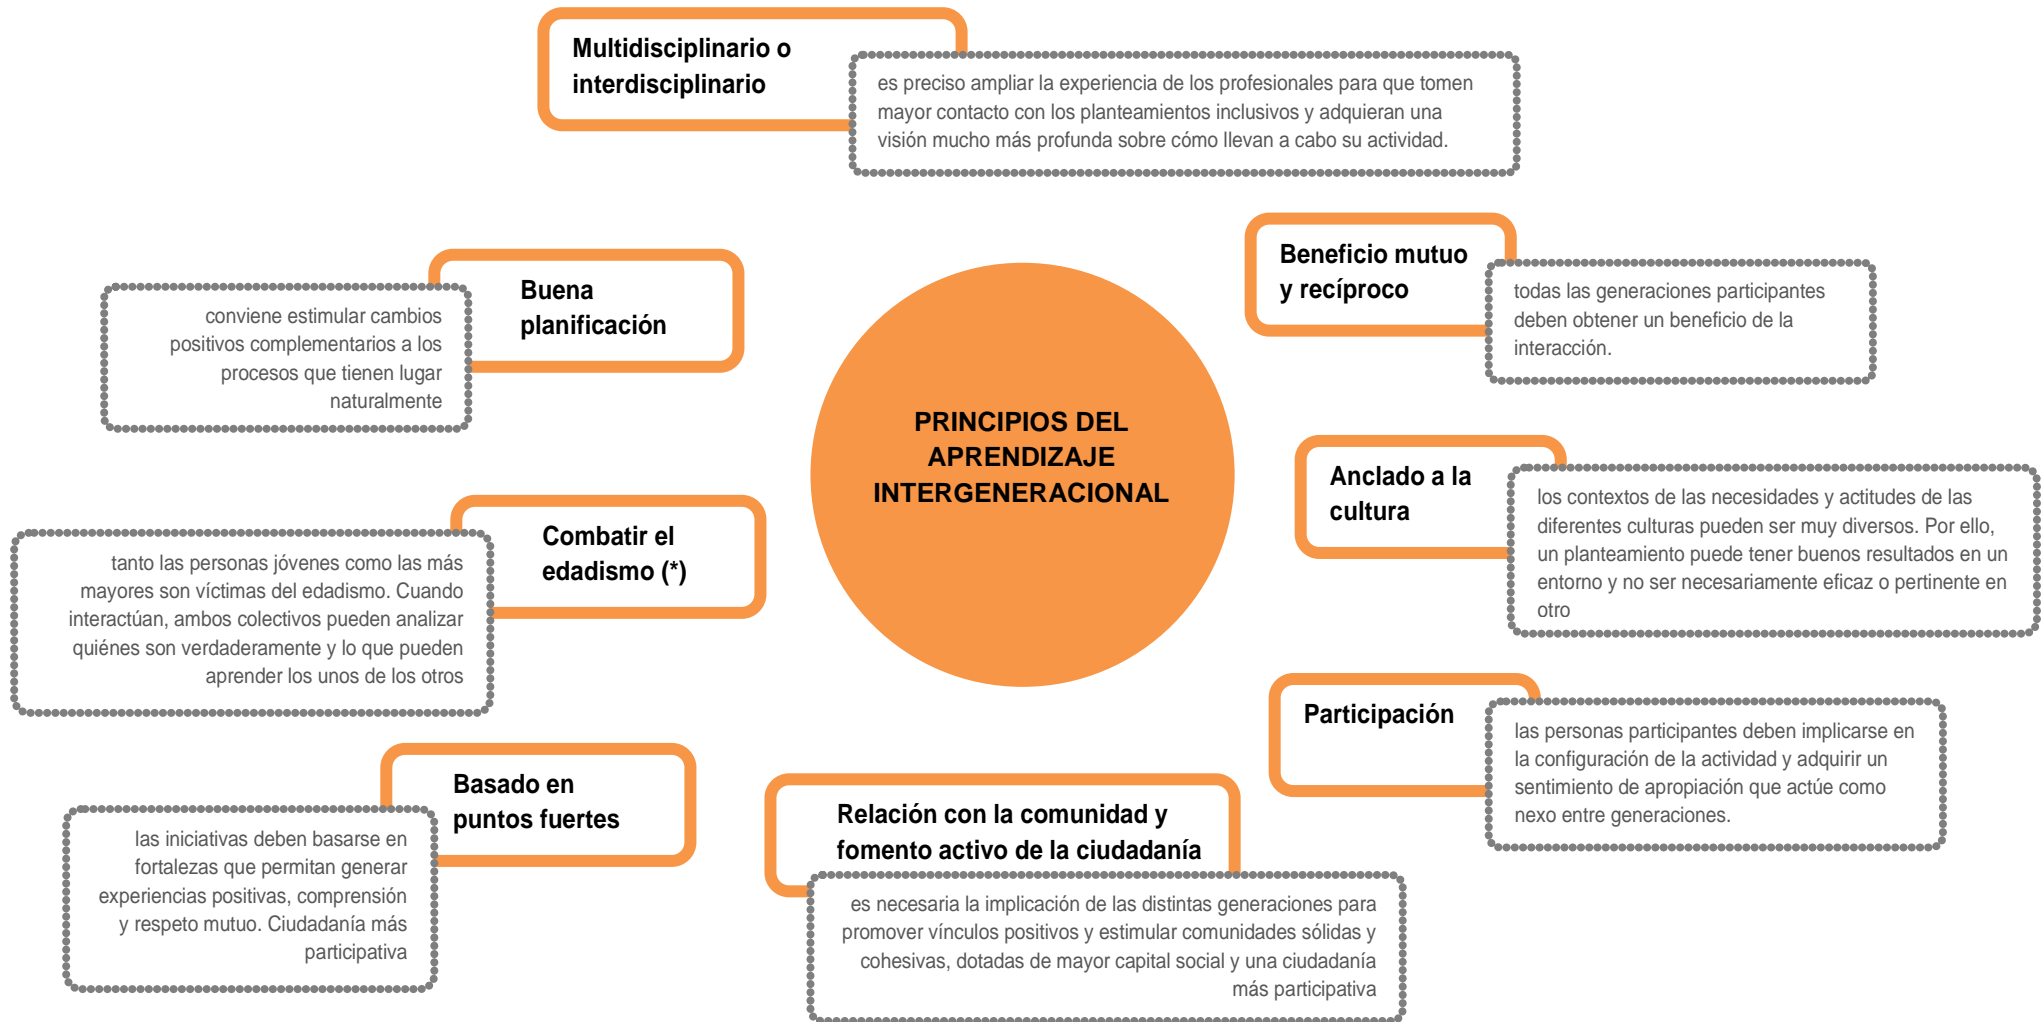 Multidisciplinario o
interdisciplinario
es preciso ampliar la experiencia de los profesionales para que tomen
mayor contacto con los planteamientos inclusivos y adquieran una
visión mucho más profunda sobre cómo llevan a cabo su actividad.
Beneficio mutuo
y recíproco
todas las generaciones participantes
deben obtener un beneficio de la
interacción.
Buena
planificación
conviene estimular cambios
positivos complementarios a los
procesos que tienen lugar
naturalmente
PRINCIPIOS DEL
APRENDIZAJE
INTERGENERACIONAL
Anclado a la
cultura
los contextos de las necesidades y actitudes de las
diferentes culturas pueden ser muy diversos. Por ello,
un planteamiento puede tener buenos resultados en un
entorno y no ser necesariamente eficaz o pertinente en
otro
Combatir el
edadismo (*)
tanto las personas jóvenes como las más
mayores son víctimas del edadismo. Cuando
interactúan, ambos colectivos pueden analizar
quiénes son verdaderamente y lo que pueden
aprender los unos de los otros
Participación
las personas participantes deben implicarse en
la configuración de la actividad y adquirir un
sentimiento de apropiación que actúe como
nexo entre generaciones.
Basado en
puntos fuertes
las iniciativas deben basarse en
fortalezas que permitan generar
experiencias positivas, comprensión
y respeto mutuo. Ciudadanía más
participativa
Relación con la comunidad y
fomento activo de la ciudadanía
es necesaria la implicación de las distintas generaciones para
promover vínculos positivos y estimular comunidades sólidas y
cohesivas, dotadas de mayor capital social y una ciudadanía
más participativa